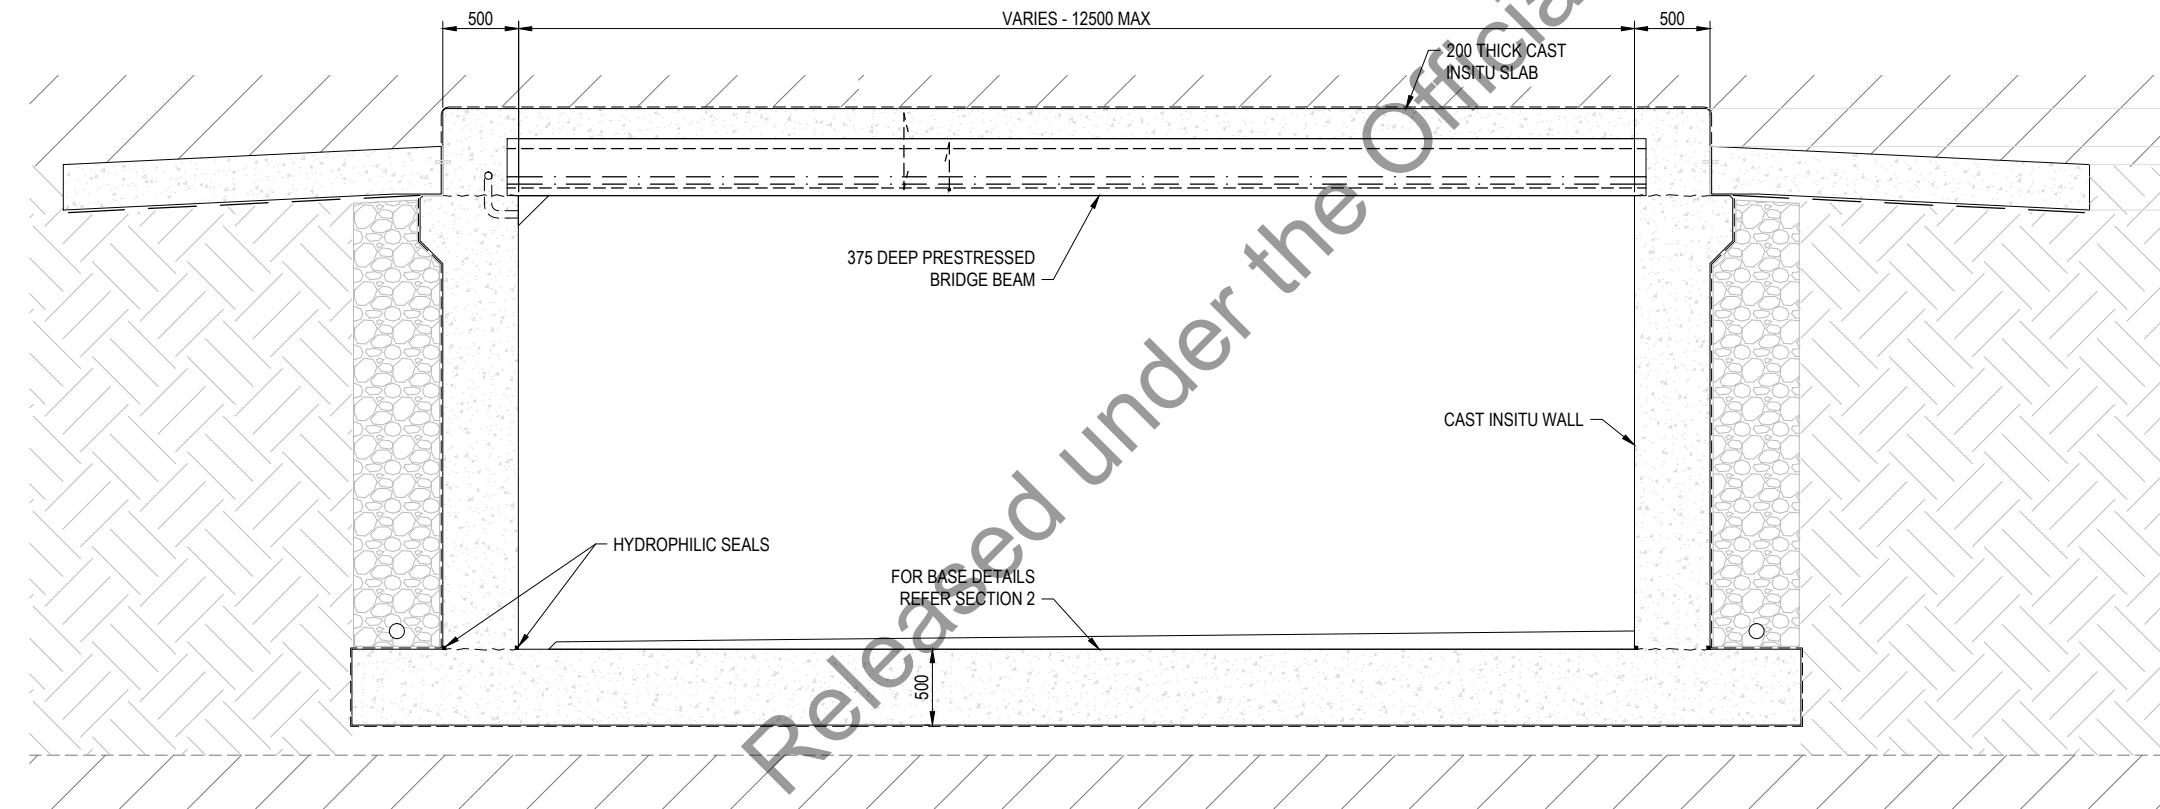 500
VARIES - 12500 MAX
500
200 THICK CAST
INSITU SLAB
375 DEEP PRESTRESSED
BRIDGE BEAM
CAST INSITU WALL
HYDROPHILIC SEALS
FOR BASE DETAILS
REFER SECTION 2
500
Released under the Officia